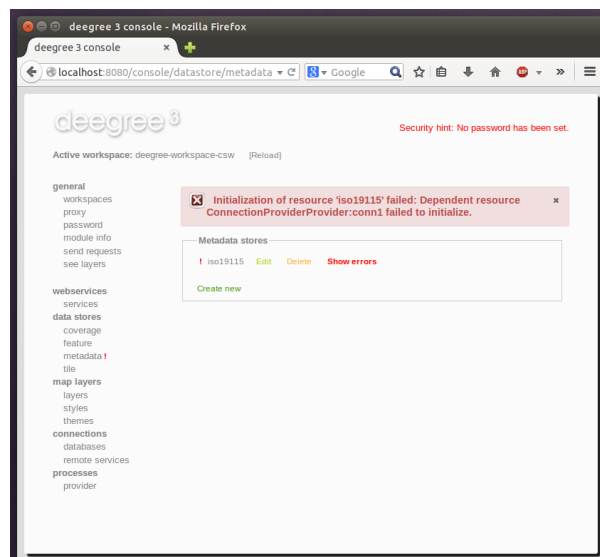 deegree 3 console - Mozilla Firefox
deegree 3 console ×
localhost:8080/console/datastore/metadata Google
deegree 3
Security hint: No password has been set.
Active workspace: deegree-workspace-csw [Reload]
general
workspaces
proxy
password
module info
send requests
see layers
webservices
services
data stores
coverage
feature
metadata !
tile
map layers
layers
styles
themes
connections
databases
remote services
processes
provider
Initialization of resource 'iso19115' failed: Dependent resource
ConnectionProviderProvider:conn1 failed to initialize.
Metadata stores
! iso19115 Edit Delete Show errors
Create new